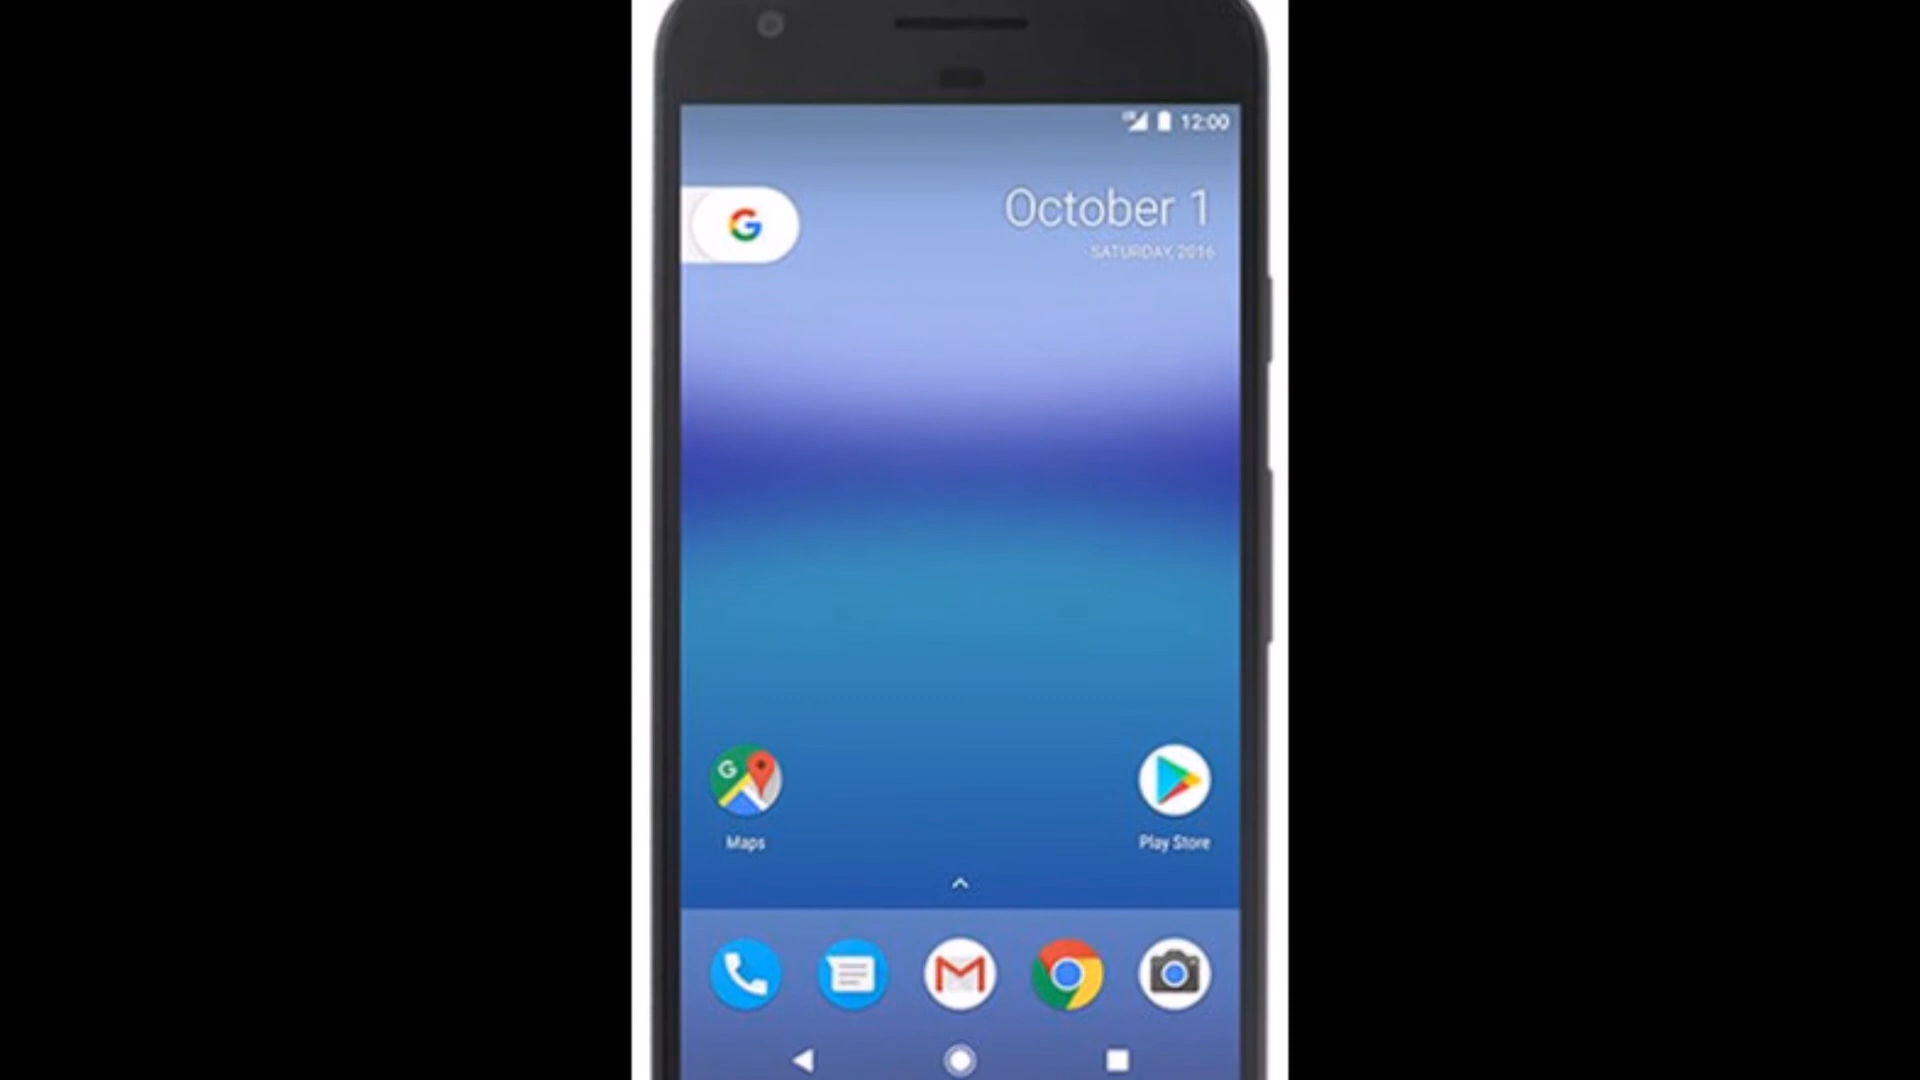 12:00
G
October 1
SATURDAY, 2016
G
Maps
Play Store